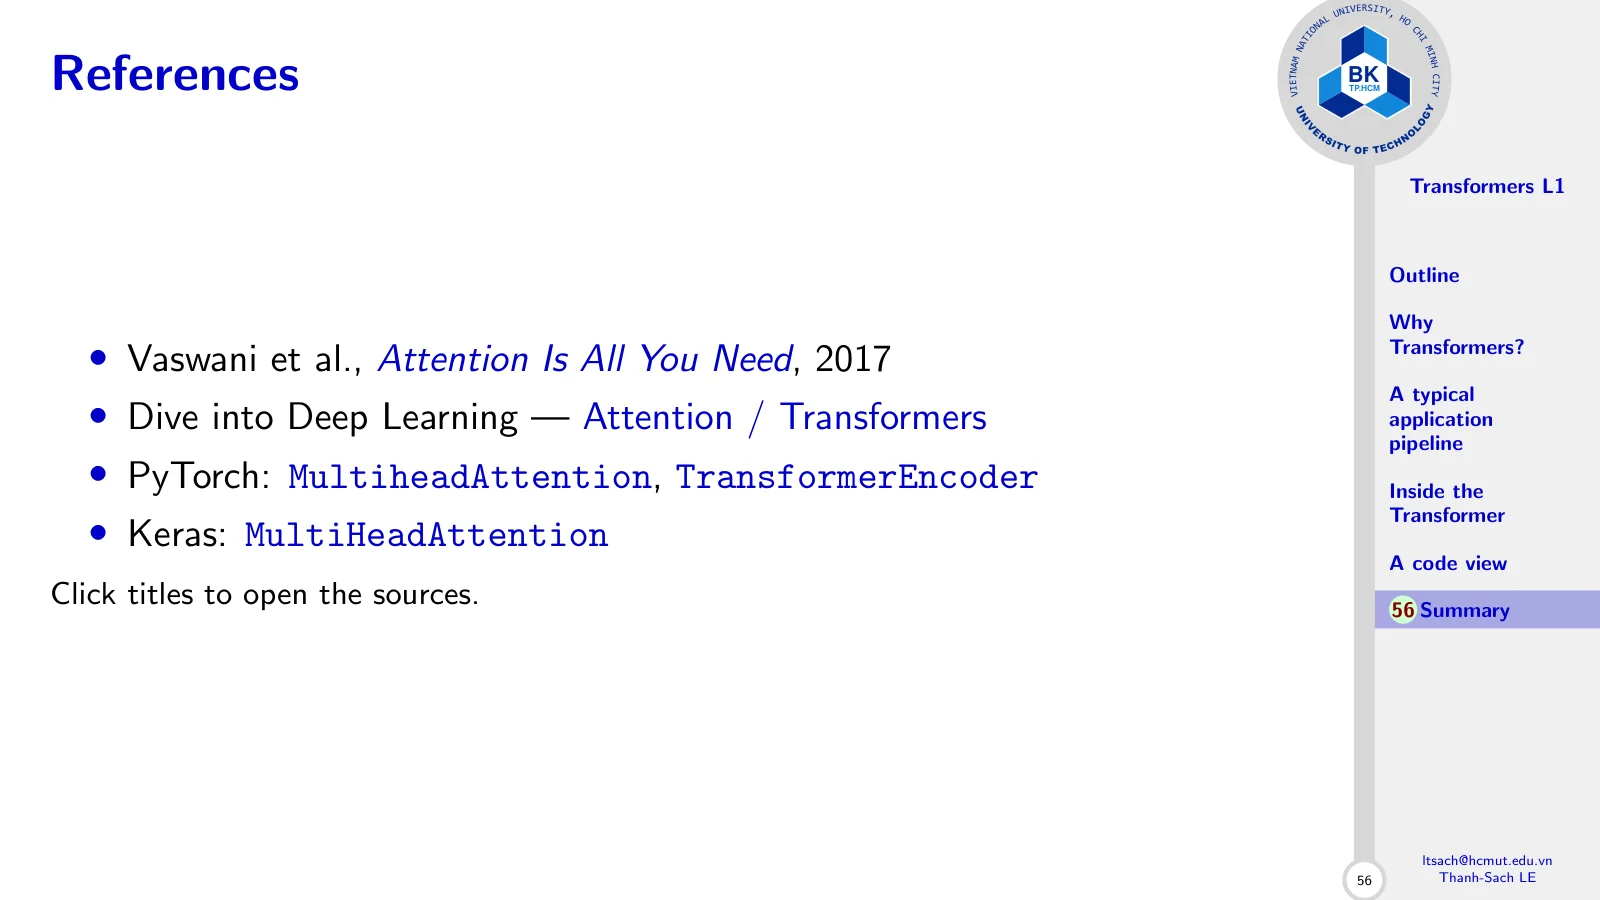 References
Vaswani et al., Attention Is All You Need, 2017
Dive into Deep Learning — Attention / Transformers
PyTorch: MultiheadAttention, TransformerEncoder
Keras: MultiHeadAttention
Click titles to open the sources.
VIETNAM NATIONAL UNIVERSITY, HO CHI MINH CITY
BK
TP.HCM
UNIVERSITY OF TECHNOLOGY
Transformers L1
Outline
Why
Transformers?
A typical
application
pipeline
Inside the
Transformer
A code view
56 Summary
56
ltsach@hcmut.edu.vn
Thanh-Sach LE